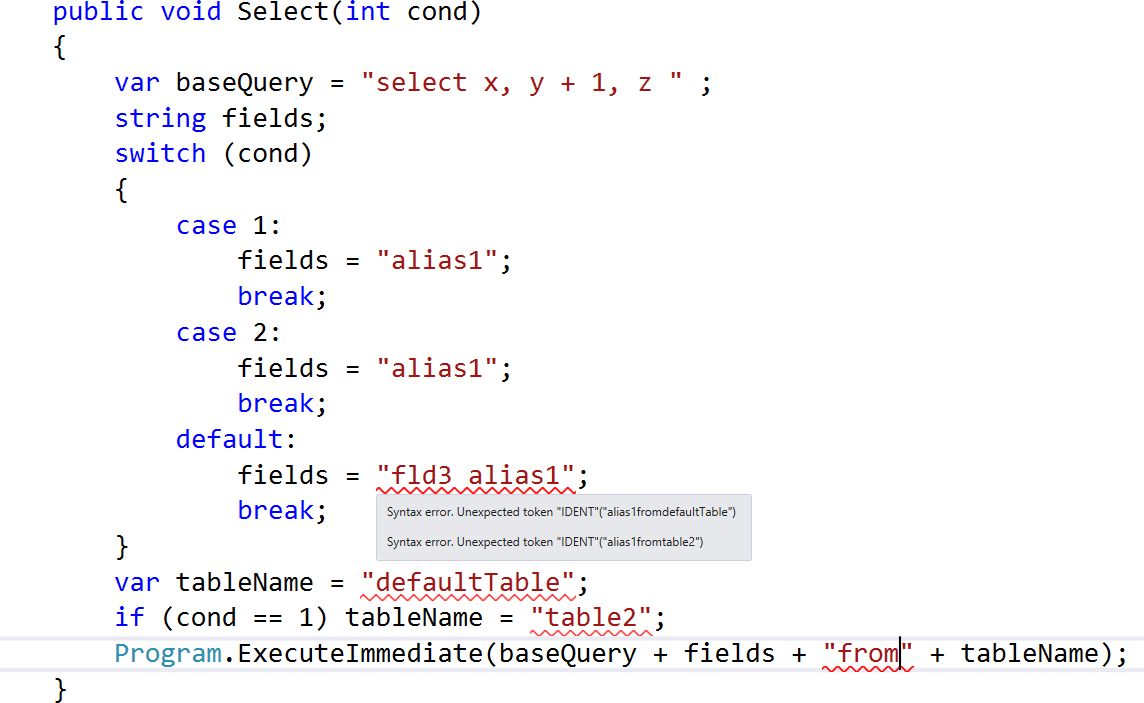 public void Select(int cond)
{
var baseQuery = "select x, y + 1, z " ;
string fields;
switch (cond)
{
case 1:
fields = "alias1";
break;
case 2:
fields = "alias1";
break;
default:
fields = "fld3 alias1";
break;
Syntax error. Unexpected token "IDENT"("alias1fromdefaultTable")
Syntax error. Unexpected token "IDENT"("alias1fromtable2")
}
var tableName = "defaultTable";
if (cond == 1) tableName = "table2";
Program.ExecuteImmediate(baseQuery + fields + "from" + tableName);
}